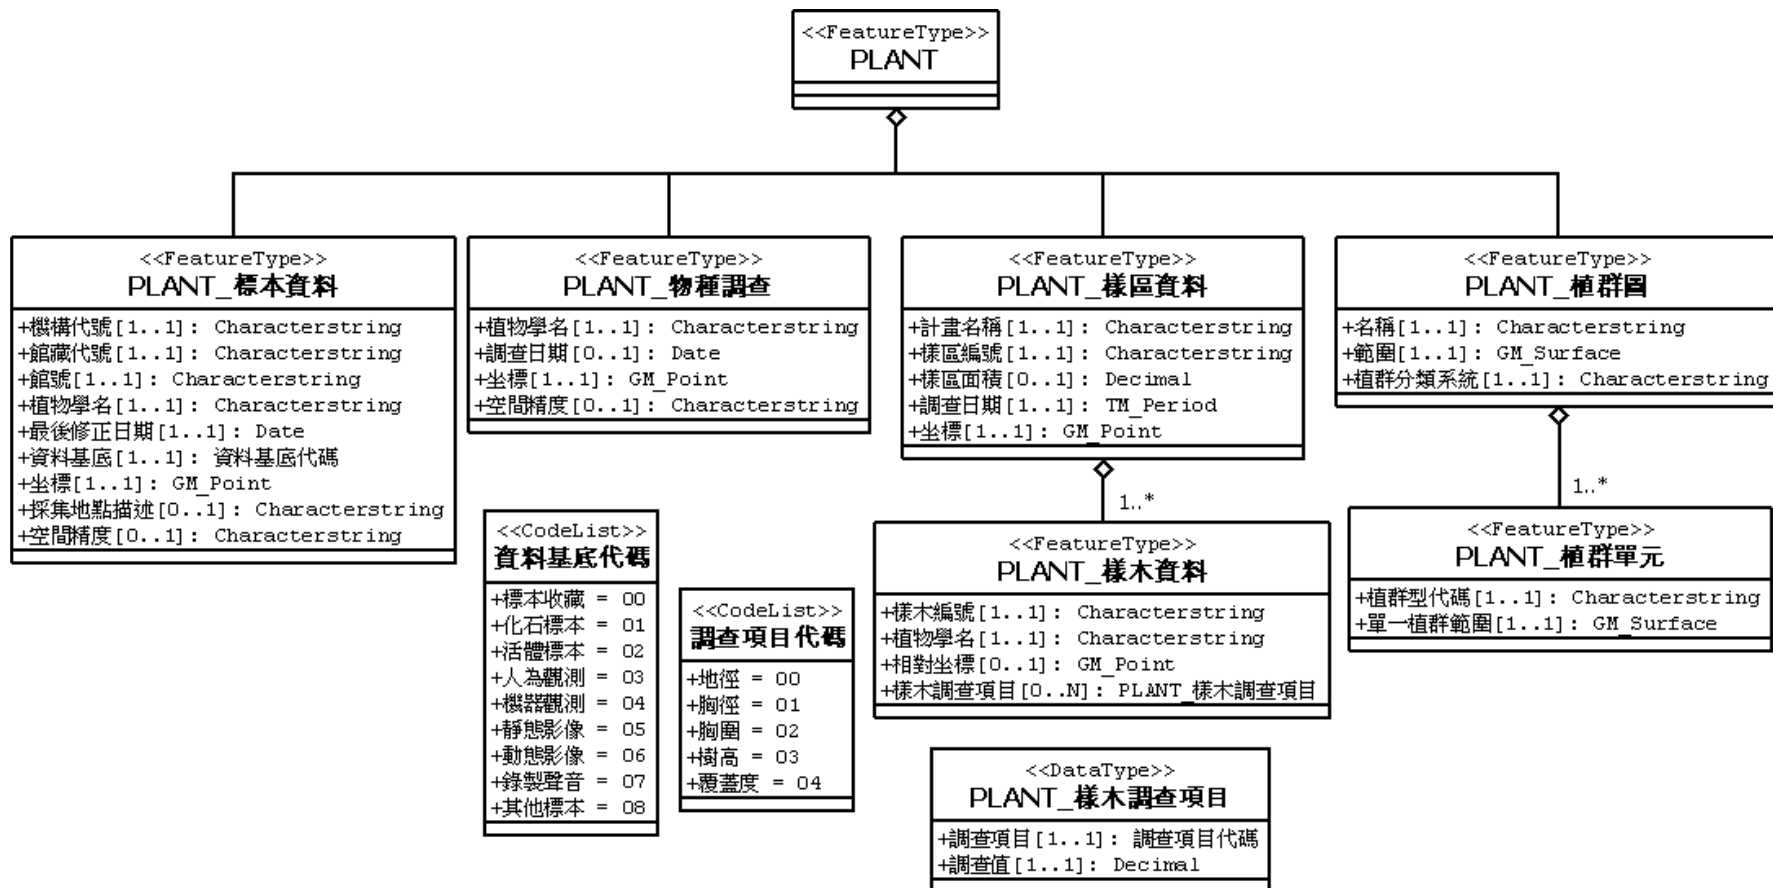 <<FeatureType>>
PLANT
<<FeatureType>>
PLANT_標本資料
+機構代號[1..1]: Characterstring
+館藏代號[1..1]: Characterstring
+館號[1..1]: Characterstring
+植物學名[1..1]: Characterstring
+最後修正日期[1..1]: Date
+資料基底[1..1]: 資料基底代碼
+坐標[1..1]: GM_Point
+採集地點描述[0..1]: Characterstring
+空間精度[0..1]: Characterstring
<<FeatureType>>
PLANT_物種調查
+植物學名[1..1]: Characterstring
+調查日期[0..1]: Date
+坐標[1..1]: GM_Point
+空間精度[0..1]: Characterstring
<<FeatureType>>
PLANT_樣區資料
+計畫名稱[1..1]: Characterstring
+樣區編號[1..1]: Characterstring
+樣區面積[0..1]: Decimal
+調查日期[1..1]: TM_Period
+坐標[1..1]: GM_Point
<<FeatureType>>
PLANT_植群圖
+名稱[1..1]: Characterstring
+範圍[1..1]: GM_Surface
+植群分類系統[1..1]: Characterstring
1..*
1..*
<<CodeList>>
資料基底代碼
+標本收藏 = 00
+化石標本 = 01
+活體標本 = 02
+人為觀測 = 03
+機器觀測 = 04
+靜態影像 = 05
+動態影像 = 06
+錄製聲音 = 07
+其他標本 = 08
<<CodeList>>
調查項目代碼
+地徑 = 00
+胸徑 = 01
+胸圍 = 02
+樹高 = 03
+覆蓋度 = 04
<<FeatureType>>
PLANT_樣木資料
+樣木編號[1..1]: Characterstring
+植物學名[1..1]: Characterstring
+相對坐標[0..1]: GM_Point
+樣木調查項目[0..N]: PLANT_樣木調查項目
<<FeatureType>>
PLANT_植群單元
+植群型代碼[1..1]: Characterstring
+單一植群範圍[1..1]: GM_Surface
<<DataType>>
PLANT_樣木調查項目
+調查項目[1..1]: 調查項目代碼
+調查值[1..1]: Decimal